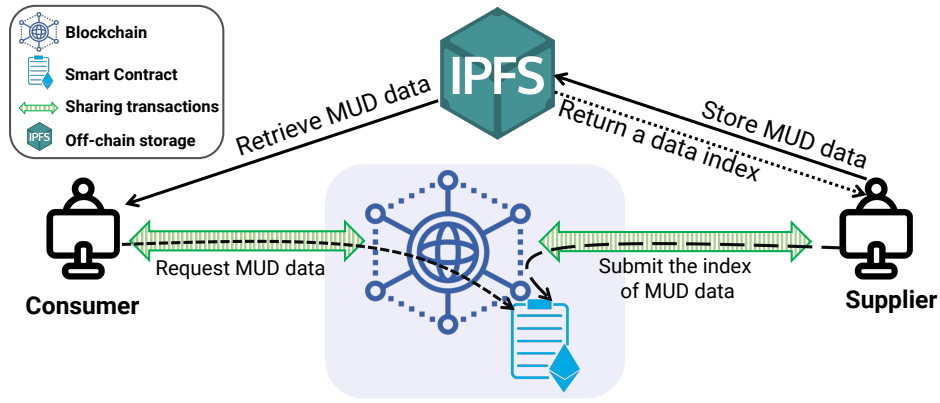 Blockchain
Smart Contract
Sharing transactions
IPFS
Off-chain storage
IPFS
Retrieve MUD data
Store MUD data
Return a data index
Request MUD data
Submit the index
of MUD data
Consumer
Supplier